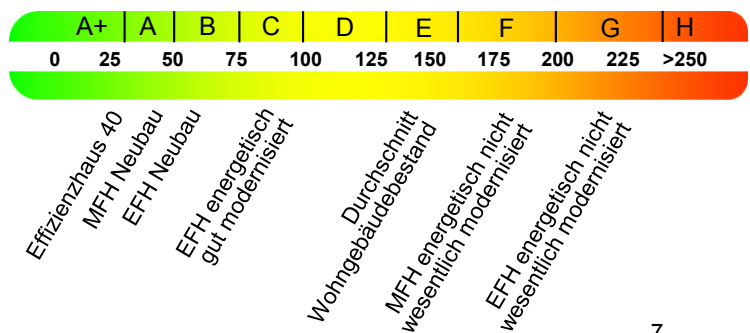 A+ A B C D E F G H
0 25 50 75 100 125 150 175 200 225 >250
Effizienzhaus 40
MFH Neubau
EFH Neubau
EFH energetisch
gut modernisiert
Durchschnitt
Wohngebäudebestand
MFH energetisch nicht
wesentlich modernisiert
EFH energetisch nicht
wesentlich modernisiert
7